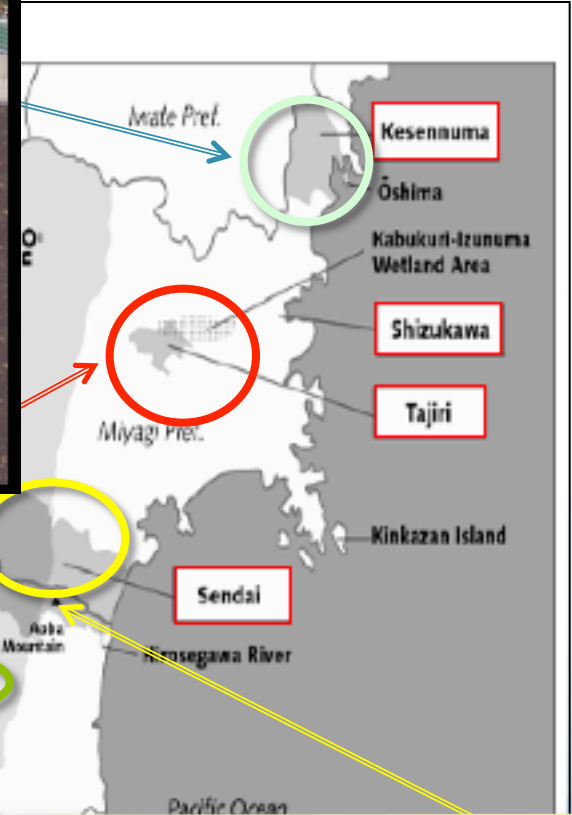 Iwate Pref.
Kesennuma
Ōshima
Kabukuri-Izunuma
Wetland Area
Shizukawa
Tajiri
Miyagi Pref.
Kinkazan Island
Sendai
Aoba
Mountain
Hirosegawa River
Pacific Ocean